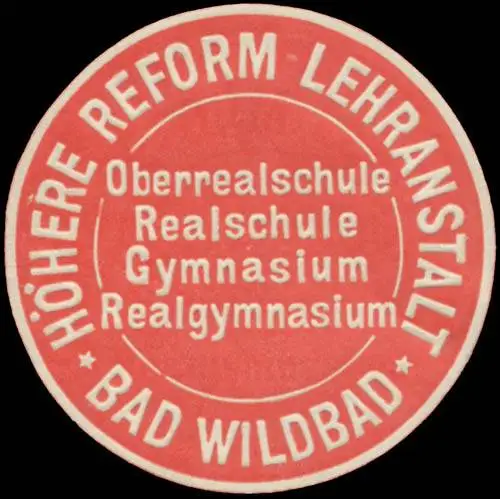 HÖHERE REFORM LEHRANSTALT
Oberrealschule
Realschule
Gymnasium
Realgymnasium
* BAD WILDBAD *